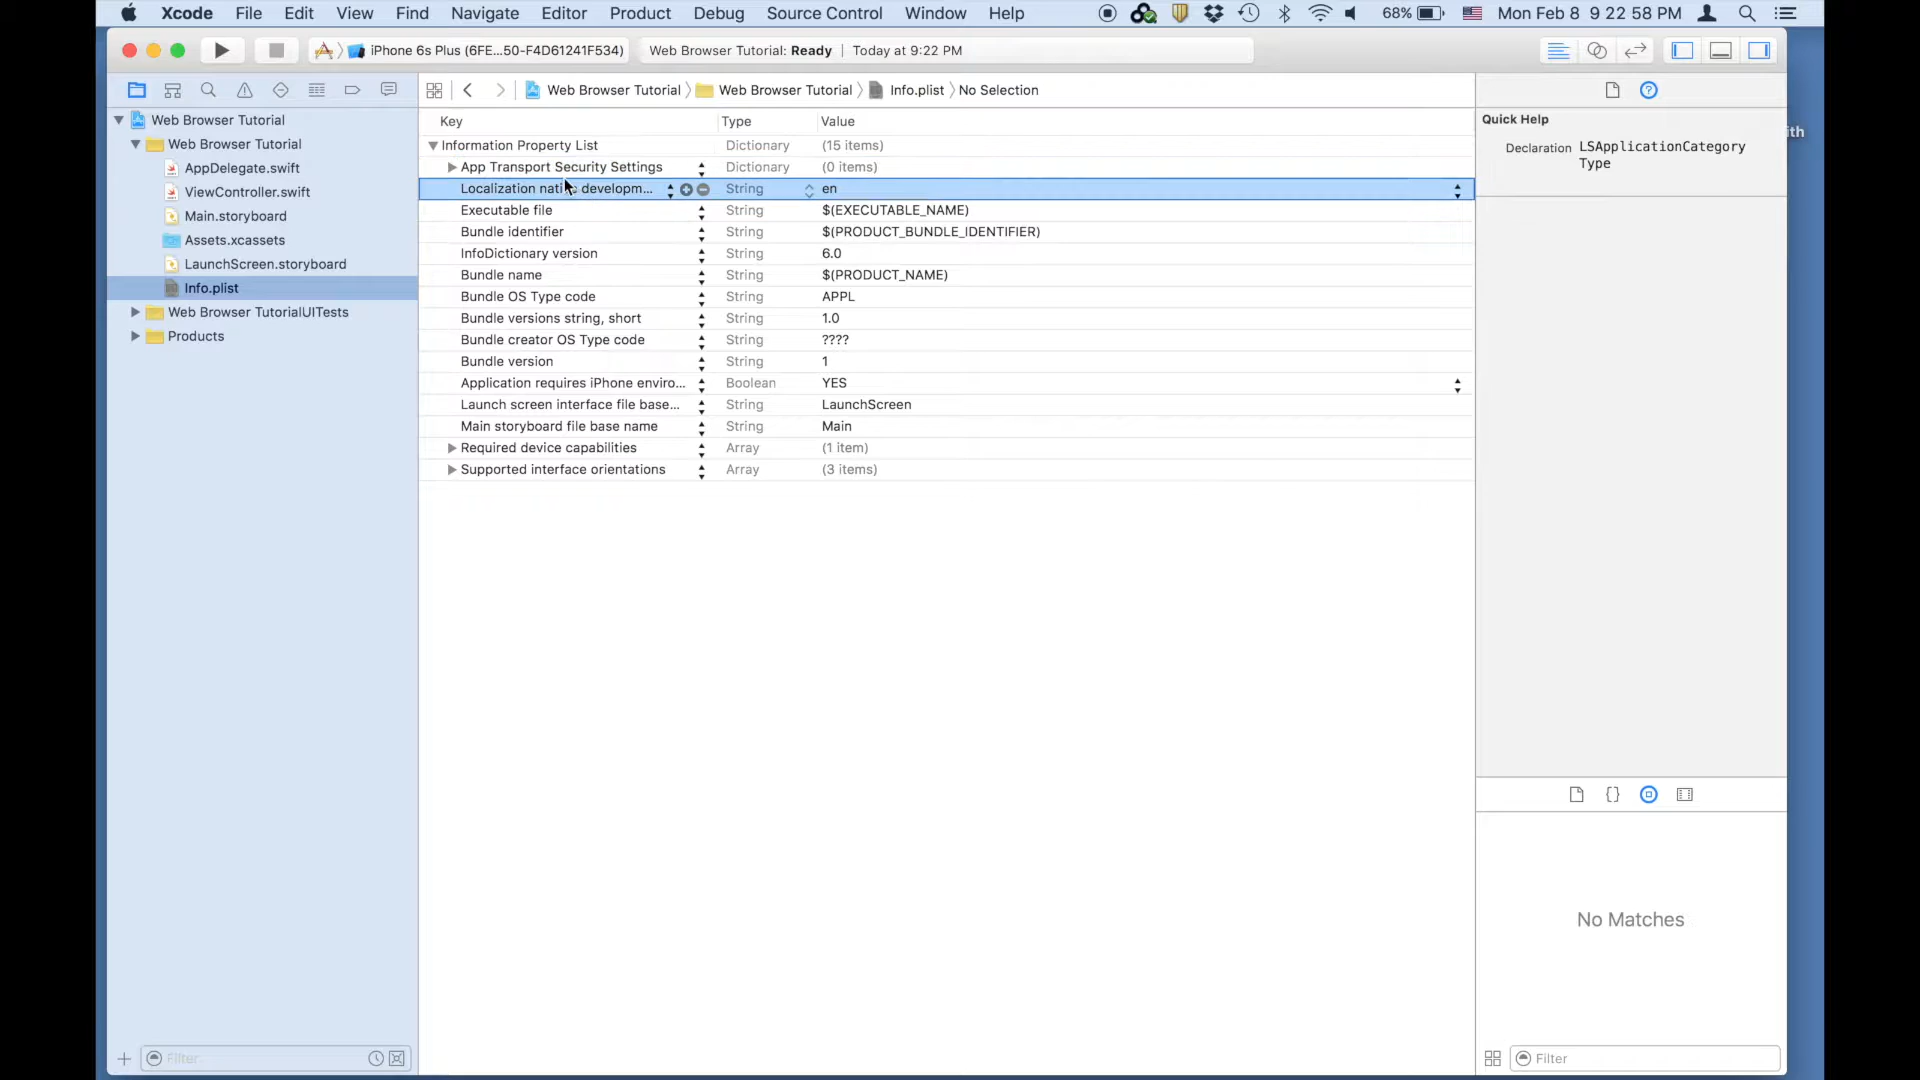 Xcode File Edit View Find Navigate Editor Product Debug Source Control Window Help 68% Mon Feb 8 9 22 58 PM
iPhone 6s Plus (6FE...50-F4D61241F534) Web Browser Tutorial: Ready | Today at 9:22 PM
Web Browser Tutorial Web Browser Tutorial Info.plist No Selection
Web Browser Tutorial
Web Browser Tutorial
AppDelegate.swift
ViewController.swift
Main.storyboard
Assets.xcassets
LaunchScreen.storyboard
Info.plist
Web Browser TutorialUITests
Products
Filter
Key Type Value
Information Property List Dictionary (15 items)
App Transport Security Settings Dictionary (0 items)
Localization native developm... String en
Executable file String $(EXECUTABLE_NAME)
Bundle identifier String $(PRODUCT_BUNDLE_IDENTIFIER)
InfoDictionary version String 6.0
Bundle name String $(PRODUCT_NAME)
Bundle OS Type code String APPL
Bundle versions string, short String 1.0
Bundle creator OS Type code String ????
Bundle version String 1
Application requires iPhone enviro... Boolean YES
Launch screen interface file base... String LaunchScreen
Main storyboard file base name String Main
Required device capabilities Array (1 item)
Supported interface orientations Array (3 items)
Quick Help
Declaration LSApplicationCategory
Type
ith
No Matches
Filter